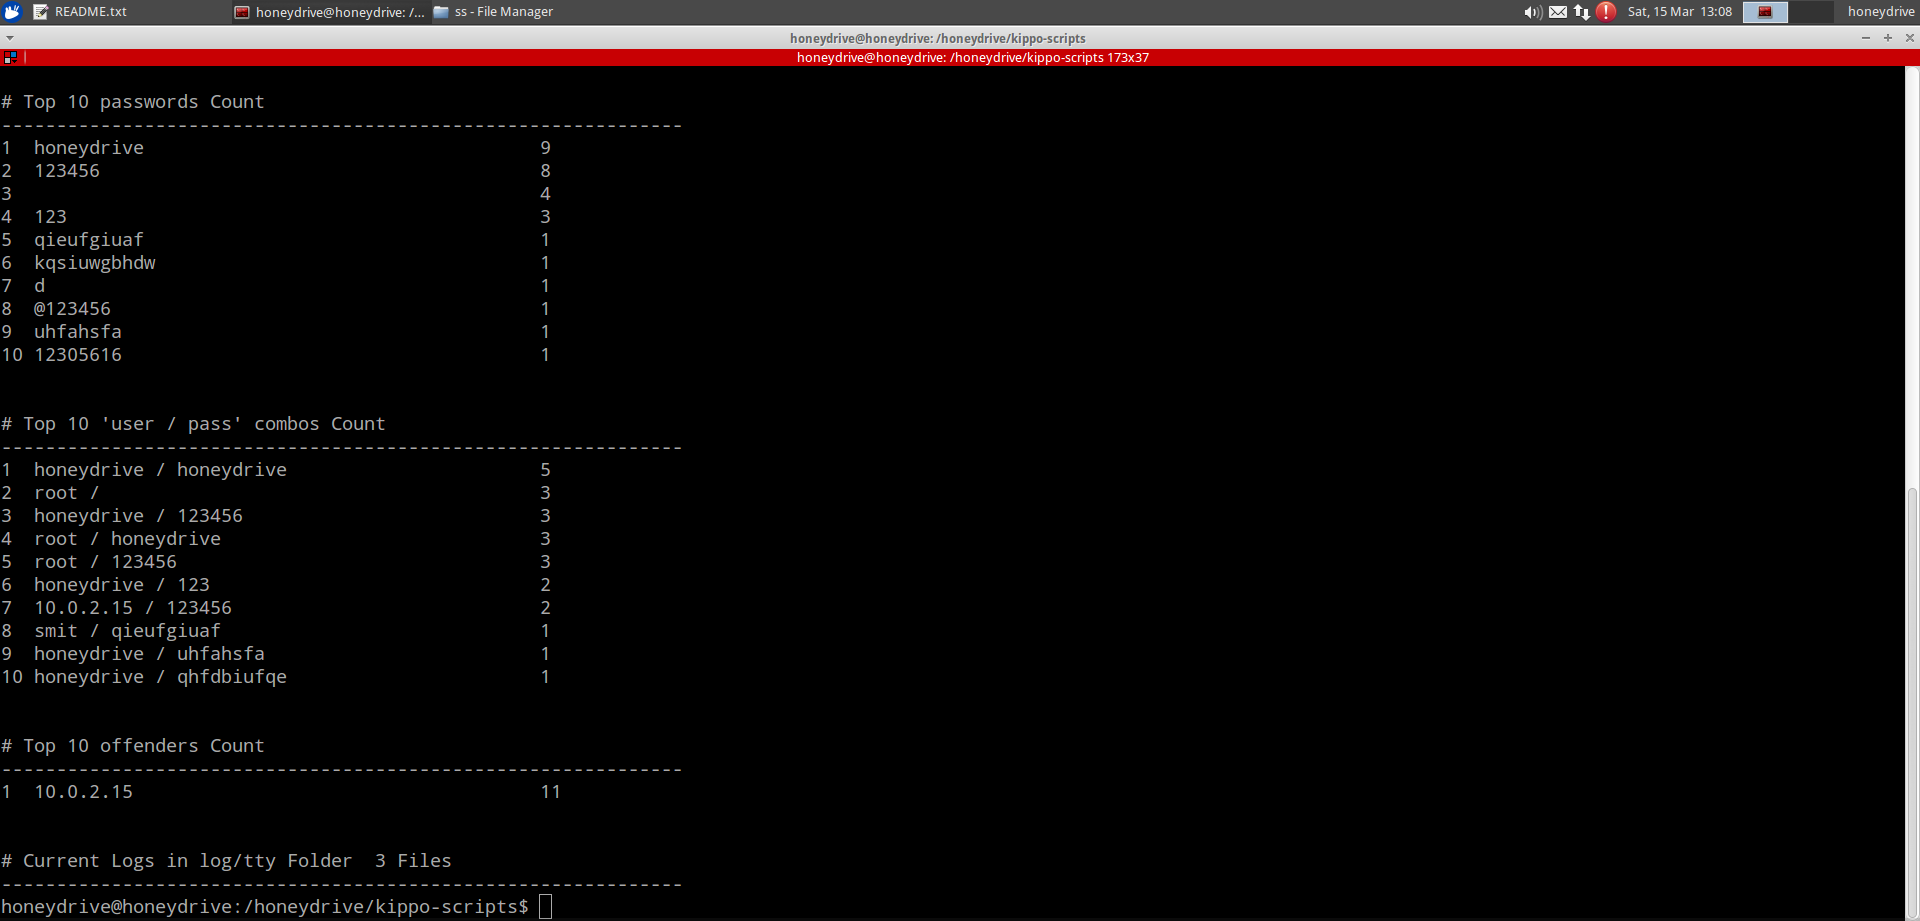 README.txt
honeydrive@honeydrive: /...
ss - File Manager
Sat, 15 Mar 13:08
honeydrive
honeydrive@honeydrive: /honeydrive/kippo-scripts
honeydrive@honeydrive: /honeydrive/kippo-scripts 173x37
# Top 10 passwords Count
--------------------------------------------------------------
1 honeydrive 9
2 123456 8
3 4
4 123 3
5 qieufgiuaf 1
6 kqsiuwgbhdw 1
7 d 1
8 @123456 1
9 uhfahsfa 1
10 12305616 1
# Top 10 'user / pass' combos Count
--------------------------------------------------------------
1 honeydrive / honeydrive 5
2 root / 3
3 honeydrive / 123456 3
4 root / honeydrive 3
5 root / 123456 3
6 honeydrive / 123 2
7 10.0.2.15 / 123456 2
8 smit / qieufgiuaf 1
9 honeydrive / uhfahsfa 1
10 honeydrive / qhfdbiufqe 1
# Top 10 offenders Count
--------------------------------------------------------------
1 10.0.2.15 11
# Current Logs in log/tty Folder  3 Files
--------------------------------------------------------------
honeydrive@honeydrive:/honeydrive/kippo-scripts$